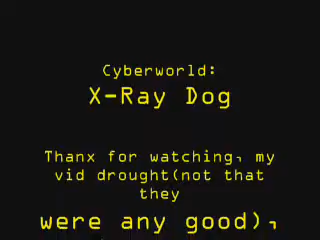 Cyberworld:
X-Ray Dog
Thanx for watching, my
vid drought(not that
they
were any good),